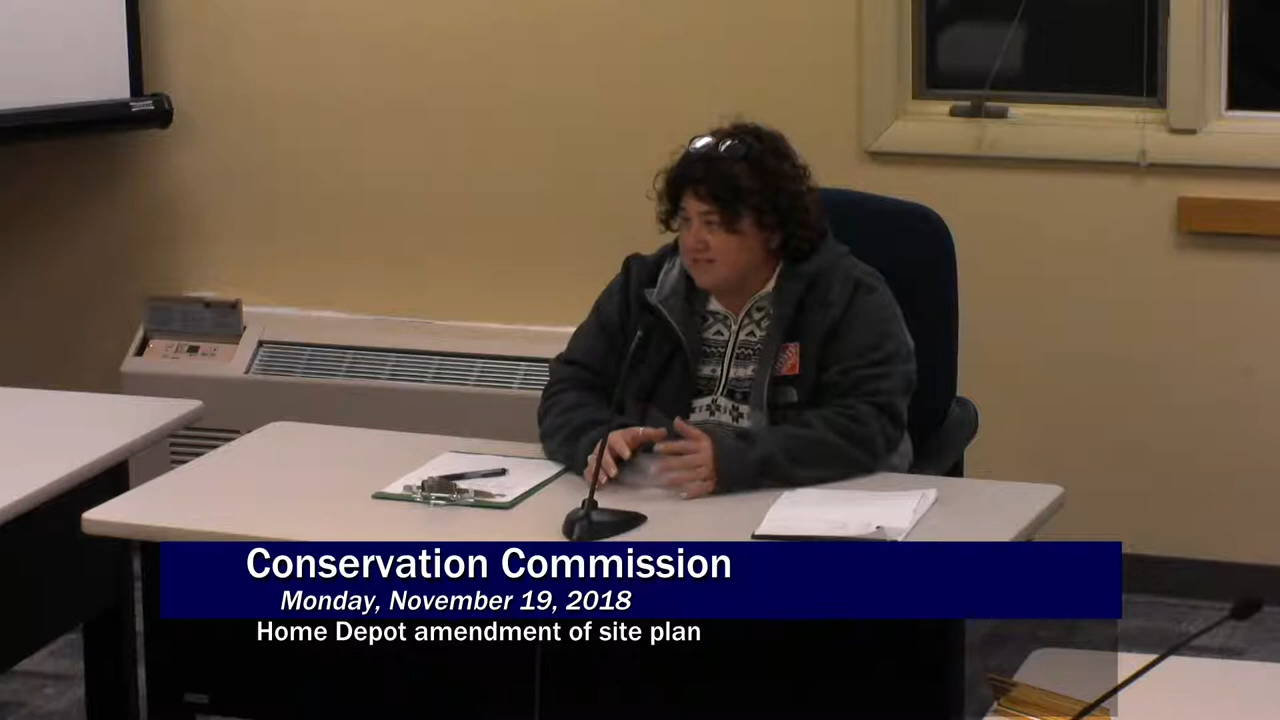 Conservation Commission
Monday, November 19, 2018
Home Depot amendment of site plan